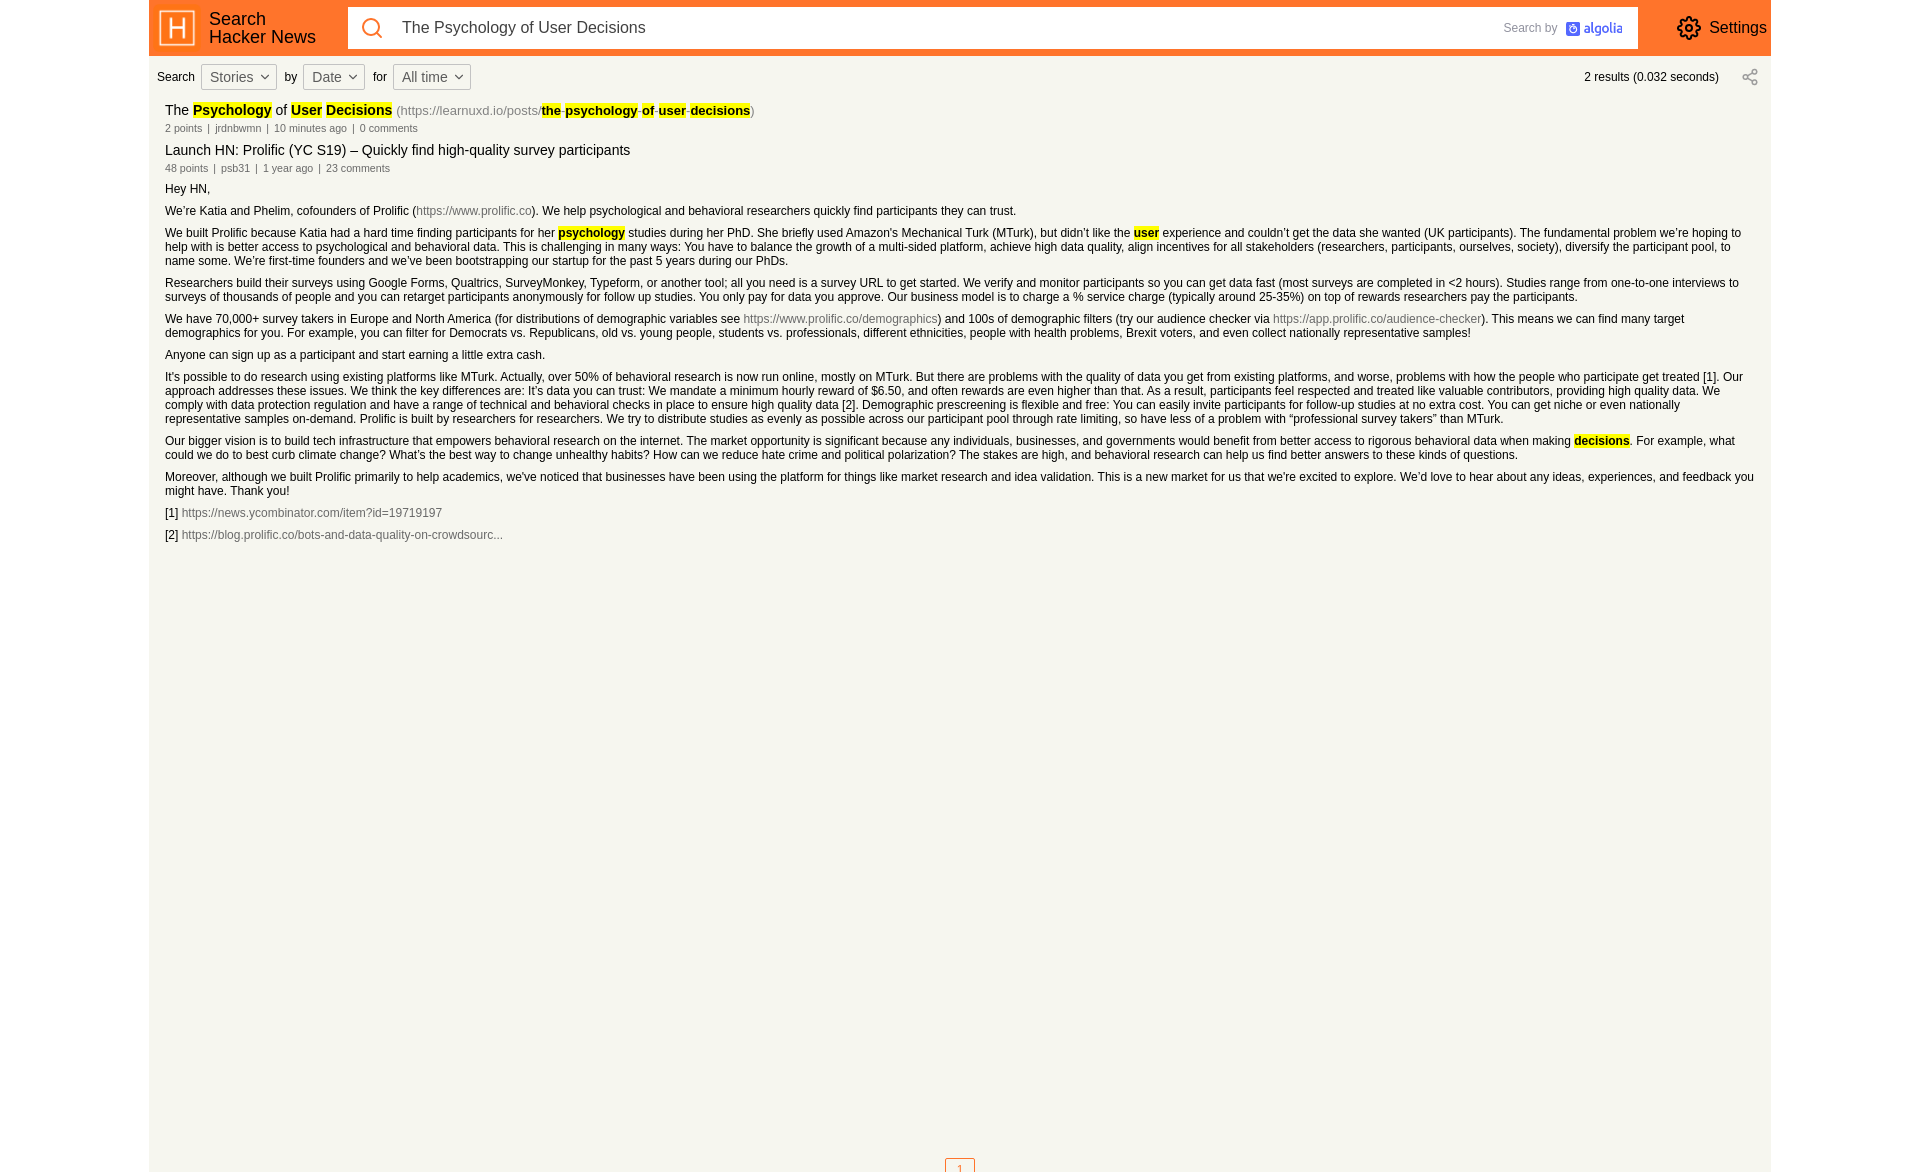 Search
Hacker News
The Psychology of User Decisions
Search by algolia
Settings
Search Stories by Date for All time
2 results (0.032 seconds)
The Psychology of User Decisions (https://learnuxd.io/posts/the-psychology-of-user-decisions)
2 points | jrdnbwmn | 10 minutes ago | 0 comments
Launch HN: Prolific (YC S19) – Quickly find high-quality survey participants
48 points | psb31 | 1 year ago | 23 comments
Hey HN,
We’re Katia and Phelim, cofounders of Prolific (https://www.prolific.co). We help psychological and behavioral researchers quickly find participants they can trust.
We built Prolific because Katia had a hard time finding participants for her psychology studies during her PhD. She briefly used Amazon's Mechanical Turk (MTurk), but didn’t like the user experience and couldn’t get the data she wanted (UK participants). The fundamental problem we’re hoping to
help with is better access to psychological and behavioral data. This is challenging in many ways: You have to balance the growth of a multi-sided platform, achieve high data quality, align incentives for all stakeholders (researchers, participants, ourselves, society), diversify the participant pool, to
name some. We’re first-time founders and we’ve been bootstrapping our startup for the past 5 years during our PhDs.
Researchers build their surveys using Google Forms, Qualtrics, SurveyMonkey, Typeform, or another tool; all you need is a survey URL to get started. We verify and monitor participants so you can get data fast (most surveys are completed in <2 hours). Studies range from one-to-one interviews to
surveys of thousands of people and you can retarget participants anonymously for follow up studies. You only pay for data you approve. Our business model is to charge a % service charge (typically around 25-35%) on top of rewards researchers pay the participants.
We have 70,000+ survey takers in Europe and North America (for distributions of demographic variables see https://www.prolific.co/demographics) and 100s of demographic filters (try our audience checker via https://app.prolific.co/audience-checker). This means we can find many target
demographics for you. For example, you can filter for Democrats vs. Republicans, old vs. young people, students vs. professionals, different ethnicities, people with health problems, Brexit voters, and even collect nationally representative samples!
Anyone can sign up as a participant and start earning a little extra cash.
It's possible to do research using existing platforms like MTurk. Actually, over 50% of behavioral research is now run online, mostly on MTurk. But there are problems with the quality of data you get from existing platforms, and worse, problems with how the people who participate get treated [1]. Our
approach addresses these issues. We think the key differences are: It’s data you can trust: We mandate a minimum hourly reward of $6.50, and often rewards are even higher than that. As a result, participants feel respected and treated like valuable contributors, providing high quality data. We
comply with data protection regulation and have a range of technical and behavioral checks in place to ensure high quality data [2]. Demographic prescreening is flexible and free: You can easily invite participants for follow-up studies at no extra cost. You can get niche or even nationally
representative samples on-demand. Prolific is built by researchers for researchers. We try to distribute studies as evenly as possible across our participant pool through rate limiting, so have less of a problem with “professional survey takers” than MTurk.
Our bigger vision is to build tech infrastructure that empowers behavioral research on the internet. The market opportunity is significant because any individuals, businesses, and governments would benefit from better access to rigorous behavioral data when making decisions. For example, what
could we do to best curb climate change? What’s the best way to change unhealthy habits? How can we reduce hate crime and political polarization? The stakes are high, and behavioral research can help us find better answers to these kinds of questions.
Moreover, although we built Prolific primarily to help academics, we've noticed that businesses have been using the platform for things like market research and idea validation. This is a new market for us that we're excited to explore. We’d love to hear about any ideas, experiences, and feedback you
might have. Thank you!
[1] https://news.ycombinator.com/item?id=19719197
[2] https://blog.prolific.co/bots-and-data-quality-on-crowdsourc...
1